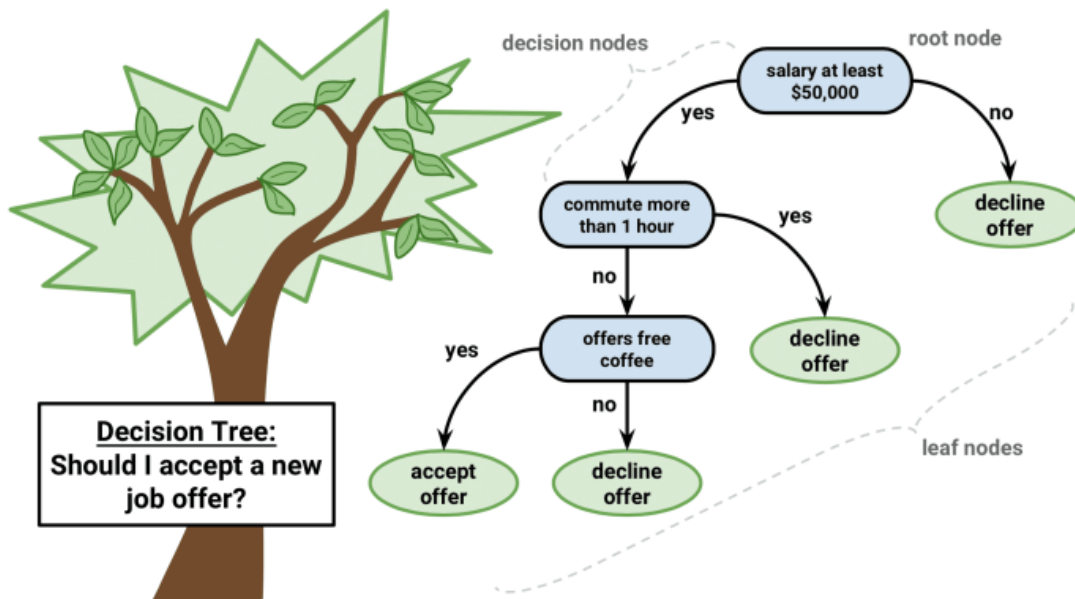 decision nodes
root node
salary at least
$50,000
yes
no
commute more
than 1 hour
decline
offer
yes
no
offers free
coffee
decline
offer
yes
no
Decision Tree:
Should I accept a new
job offer?
accept
offer
decline
offer
leaf nodes